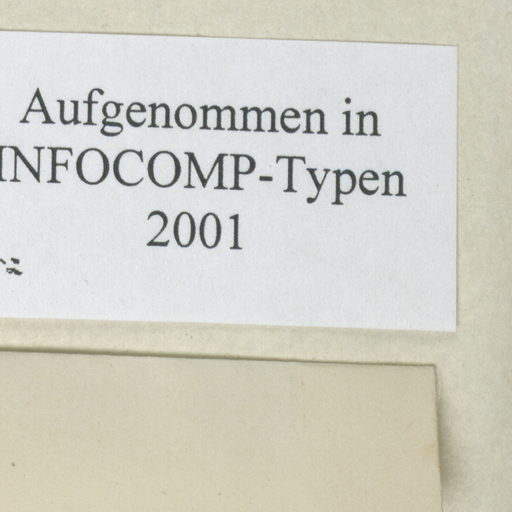 Aufgenommen in
INFOCOMP-Typen
2001